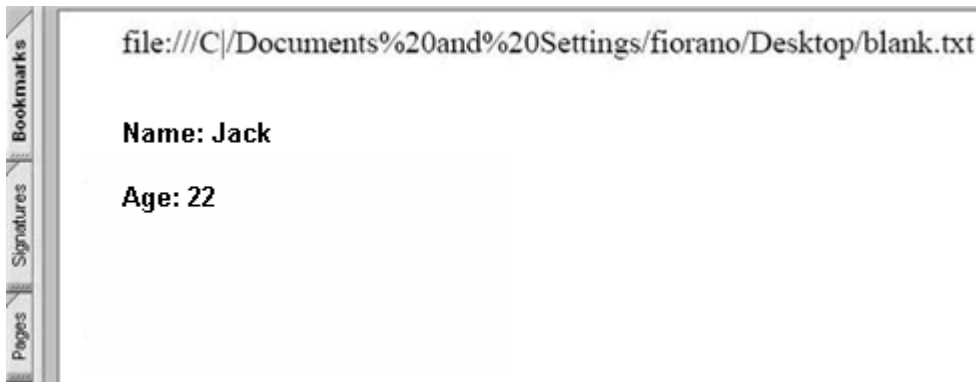 file:///C|/Documents%20and%20Settings/fiorano/Desktop/blank.txt
Name: Jack
Age: 22
Bookmarks
Signatures
Pages